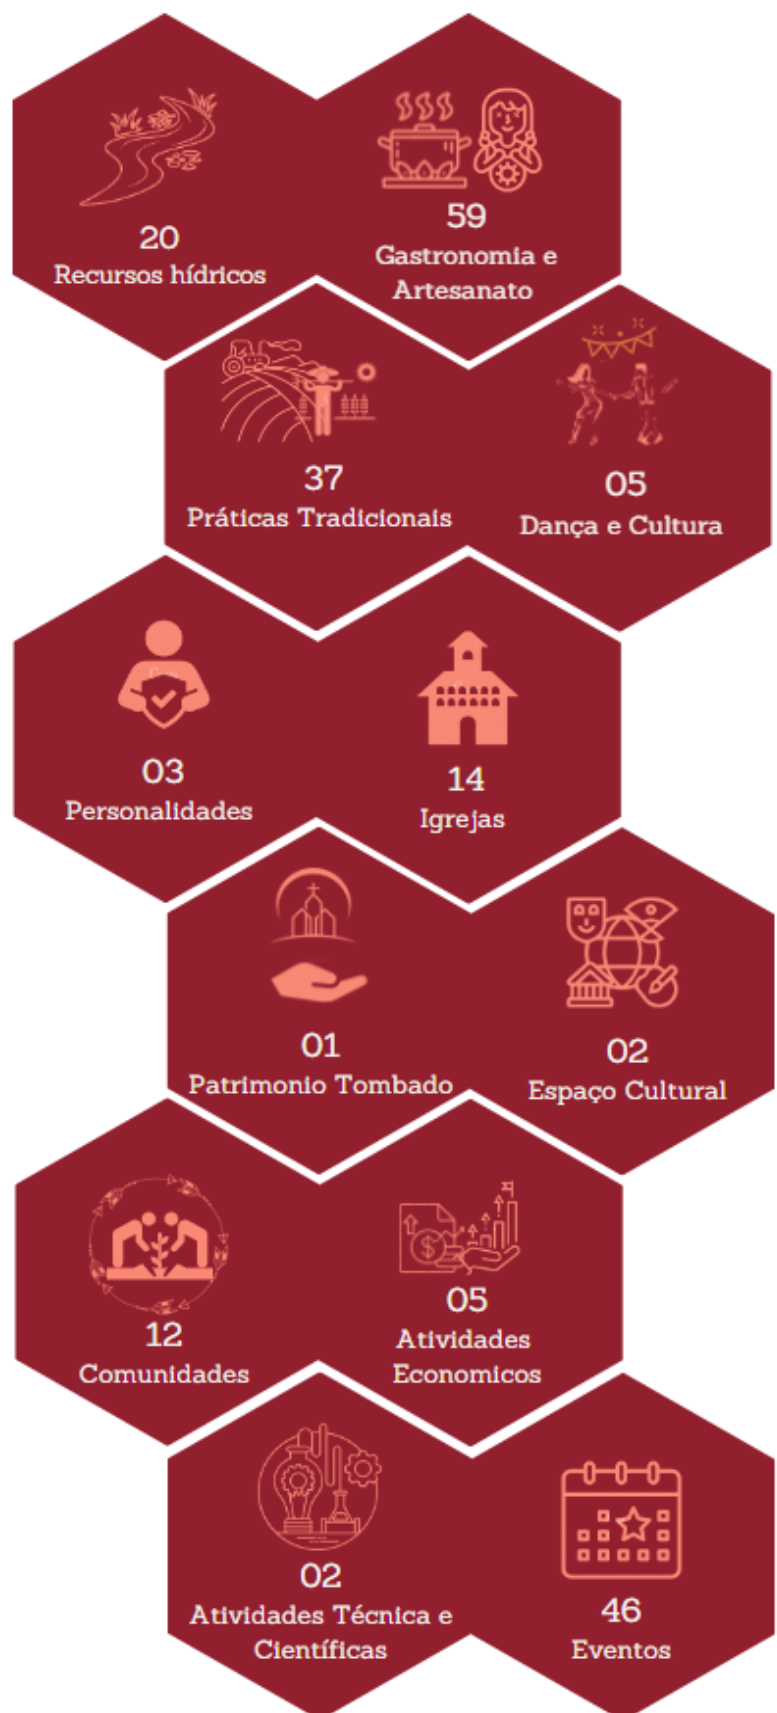 20
Recursos hídricos
59
Gastronomia e
Artesanato
37
Práticas Tradicionais
05
Dança e Cultura
03
Personalidades
14
Igrejas
01
Patrimonio Tombado
02
Espaço Cultural
12
Comunidades
05
Atividades
Economicos
02
Atividades Técnica e
Científicas
46
Eventos